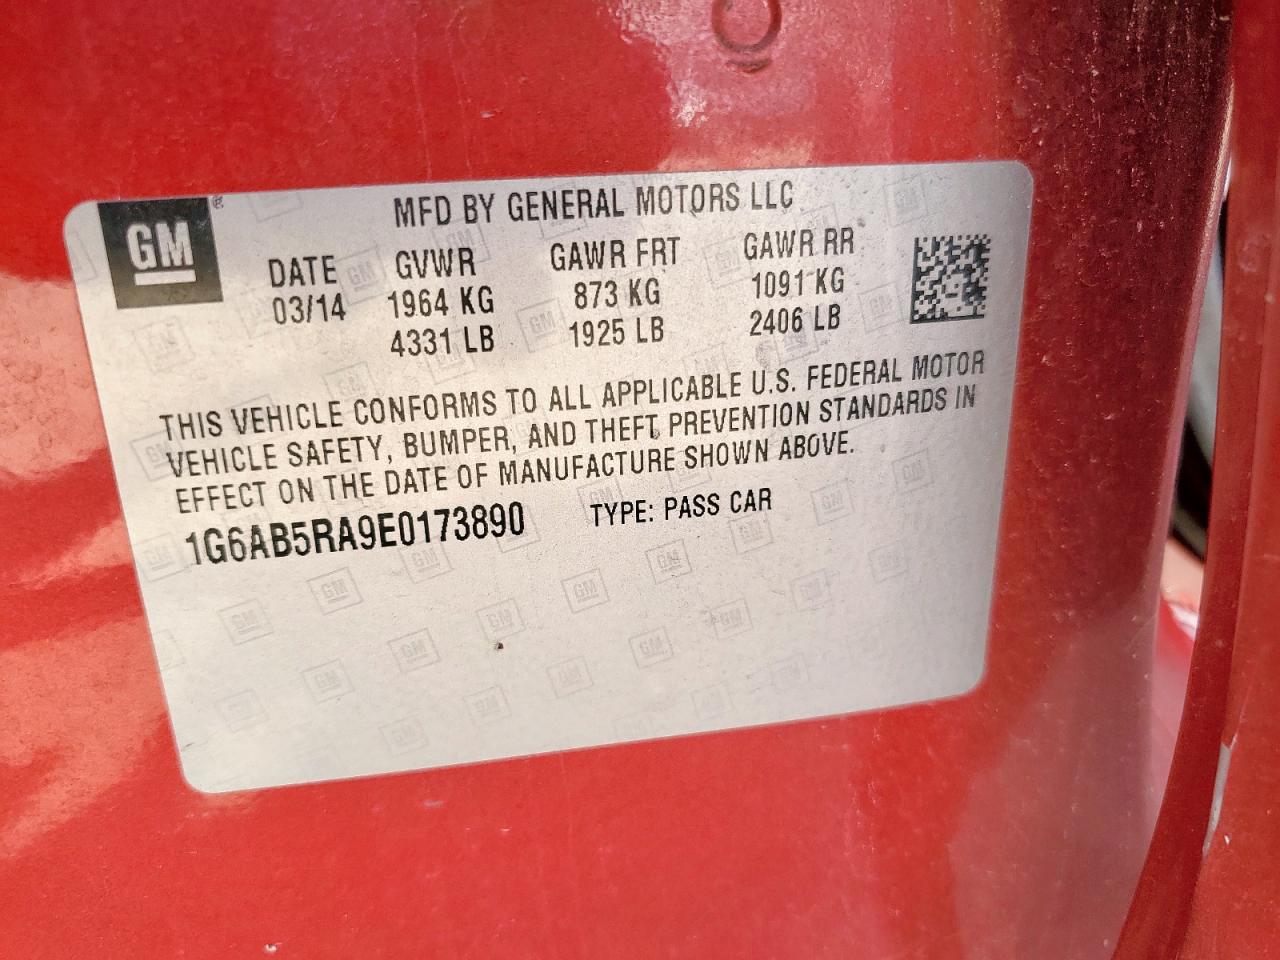 GM®
MFD BY GENERAL MOTORS LLC
DATE GVWR GAWR FRT GAWR RR
03/14 1964 KG 873 KG 1091 KG
4331 LB 1925 LB 2406 LB
THIS VEHICLE CONFORMS TO ALL APPLICABLE U.S. FEDERAL MOTOR
VEHICLE SAFETY, BUMPER, AND THEFT PREVENTION STANDARDS IN
EFFECT ON THE DATE OF MANUFACTURE SHOWN ABOVE.
1G6AB5RA9E0173890 TYPE: PASS CAR